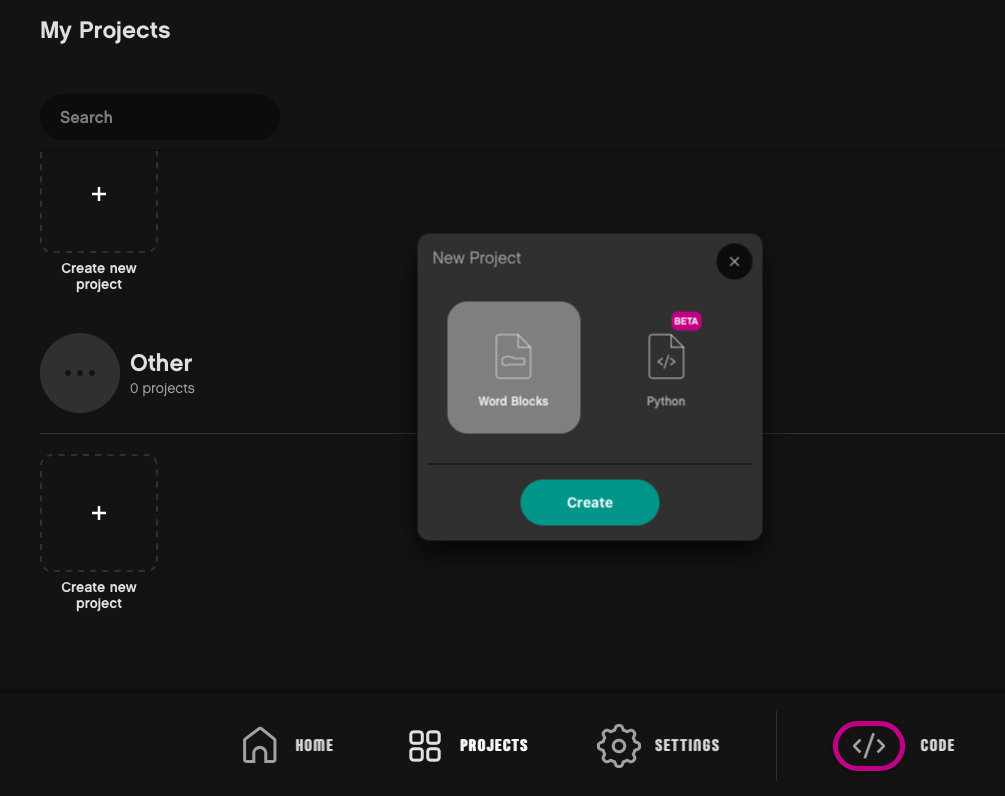 My Projects
Search
+
Create new
project
New Project
BETA
</>
Word Blocks
Python
Other
0 projects
Create
+
Create new
project
HOME
PROJECTS
SETTINGS
</>
CODE